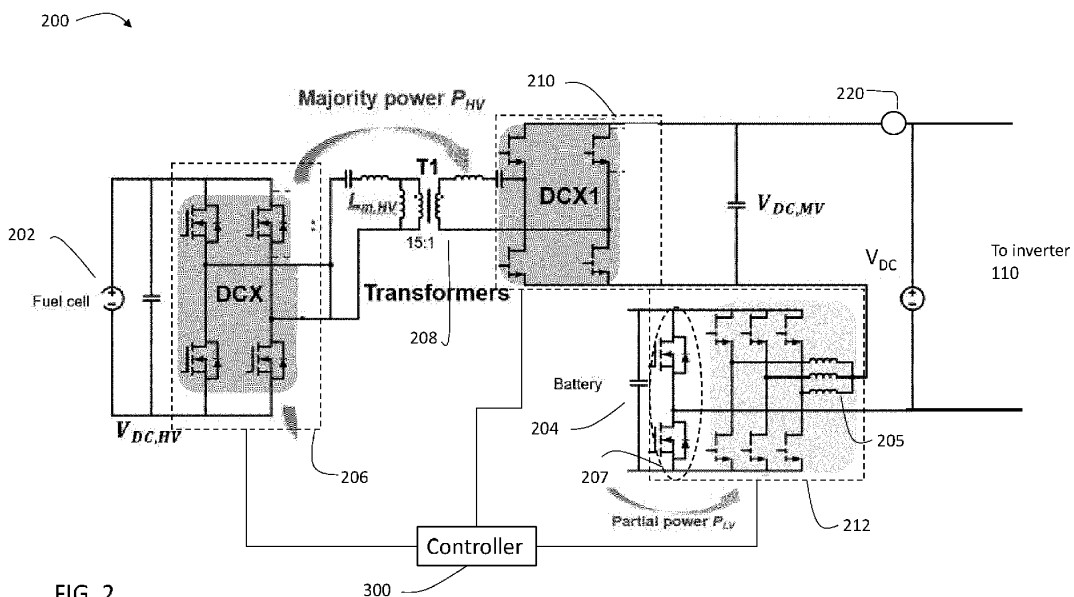 200
Majority power P_HV
210
220
T1
L_m,HV
15:1
DCX1
V_DC,MV
202
Fuel cell
DCX
Transformers
208
V_DC
To inverter
110
Battery
204
205
V_DC,HV
206
207
Partial power P_LV
212
Controller
300
FIG. 2